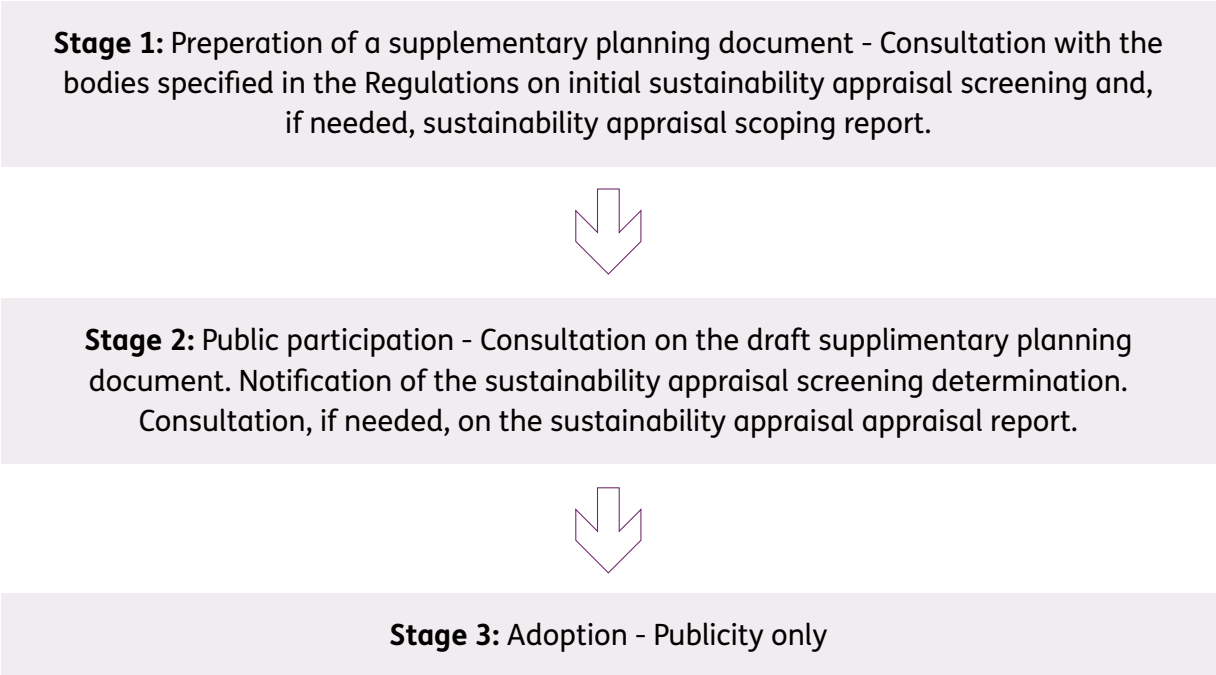 Stage 1: Preperation of a supplementary planning document - Consultation with the
bodies specified in the Regulations on initial sustainability appraisal screening and,
if needed, sustainability appraisal scoping report.
Stage 2: Public participation - Consultation on the draft supplimentary planning
document. Notification of the sustainability appraisal screening determination.
Consultation, if needed, on the sustainability appraisal appraisal report.
Stage 3: Adoption - Publicity only